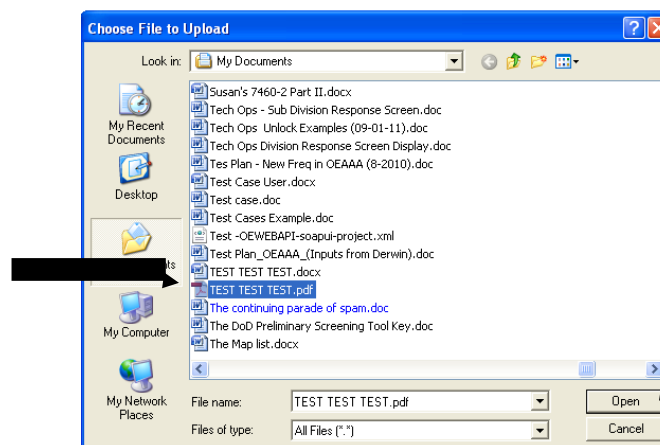 Choose File to Upload
Look in:
My Documents
My Recent
Documents
Desktop
My Computer
My Network
Places
Susan's 7460-2 Part II.docx
Tech Ops - Sub Division Response Screen.doc
Tech Ops Unlock Examples (09-01-11).doc
Tech Ops Division Response Screen Display.doc
Tes Plan - New Freq in OEAAA (8-2010).doc
Test Case User.docx
Test case.doc
Test Cases Example.doc
Test -OEWEBAPI-soapui-project.xml
Test Plan_OEAAA_(Inputs from Derwin).doc
TEST TEST TEST.docx
TEST TEST TEST.pdf
The continuing parade of spam.doc
The DoD Preliminary Screening Tool Key.doc
The Map list.docx
File name:
TEST TEST TEST.pdf
Open
Files of type:
All Files (*.*)
Cancel